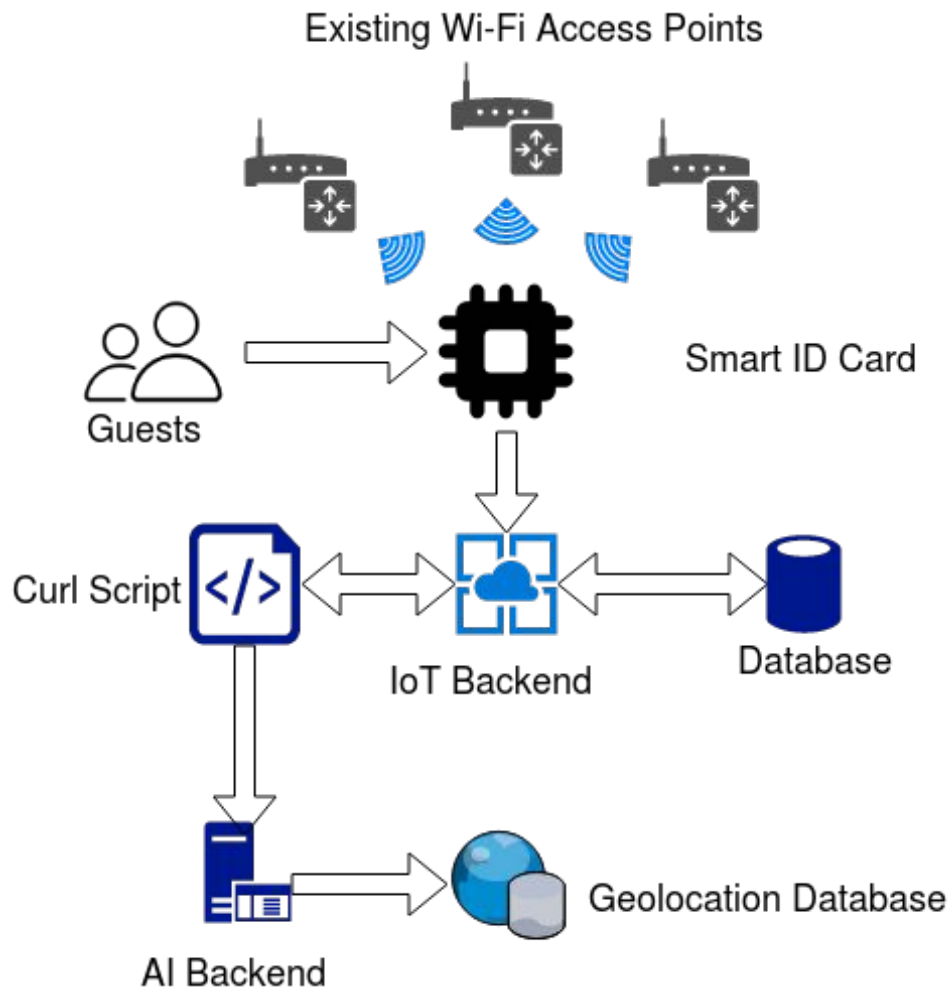 Existing Wi-Fi Access Points
Smart ID Card
Guests
Curl Script
</>
IoT Backend
Database
Geolocation Database
AI Backend